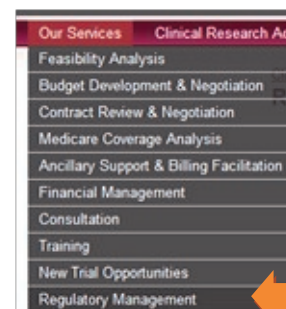 Our Services Clinical Research
Feasibility Analysis
Budget Development & Negotiation
Contract Review & Negotiation
Medicare Coverage Analysis
Ancillary Support & Billing Facilitation
Financial Management
Consultation
Training
New Trial Opportunities
Regulatory Management